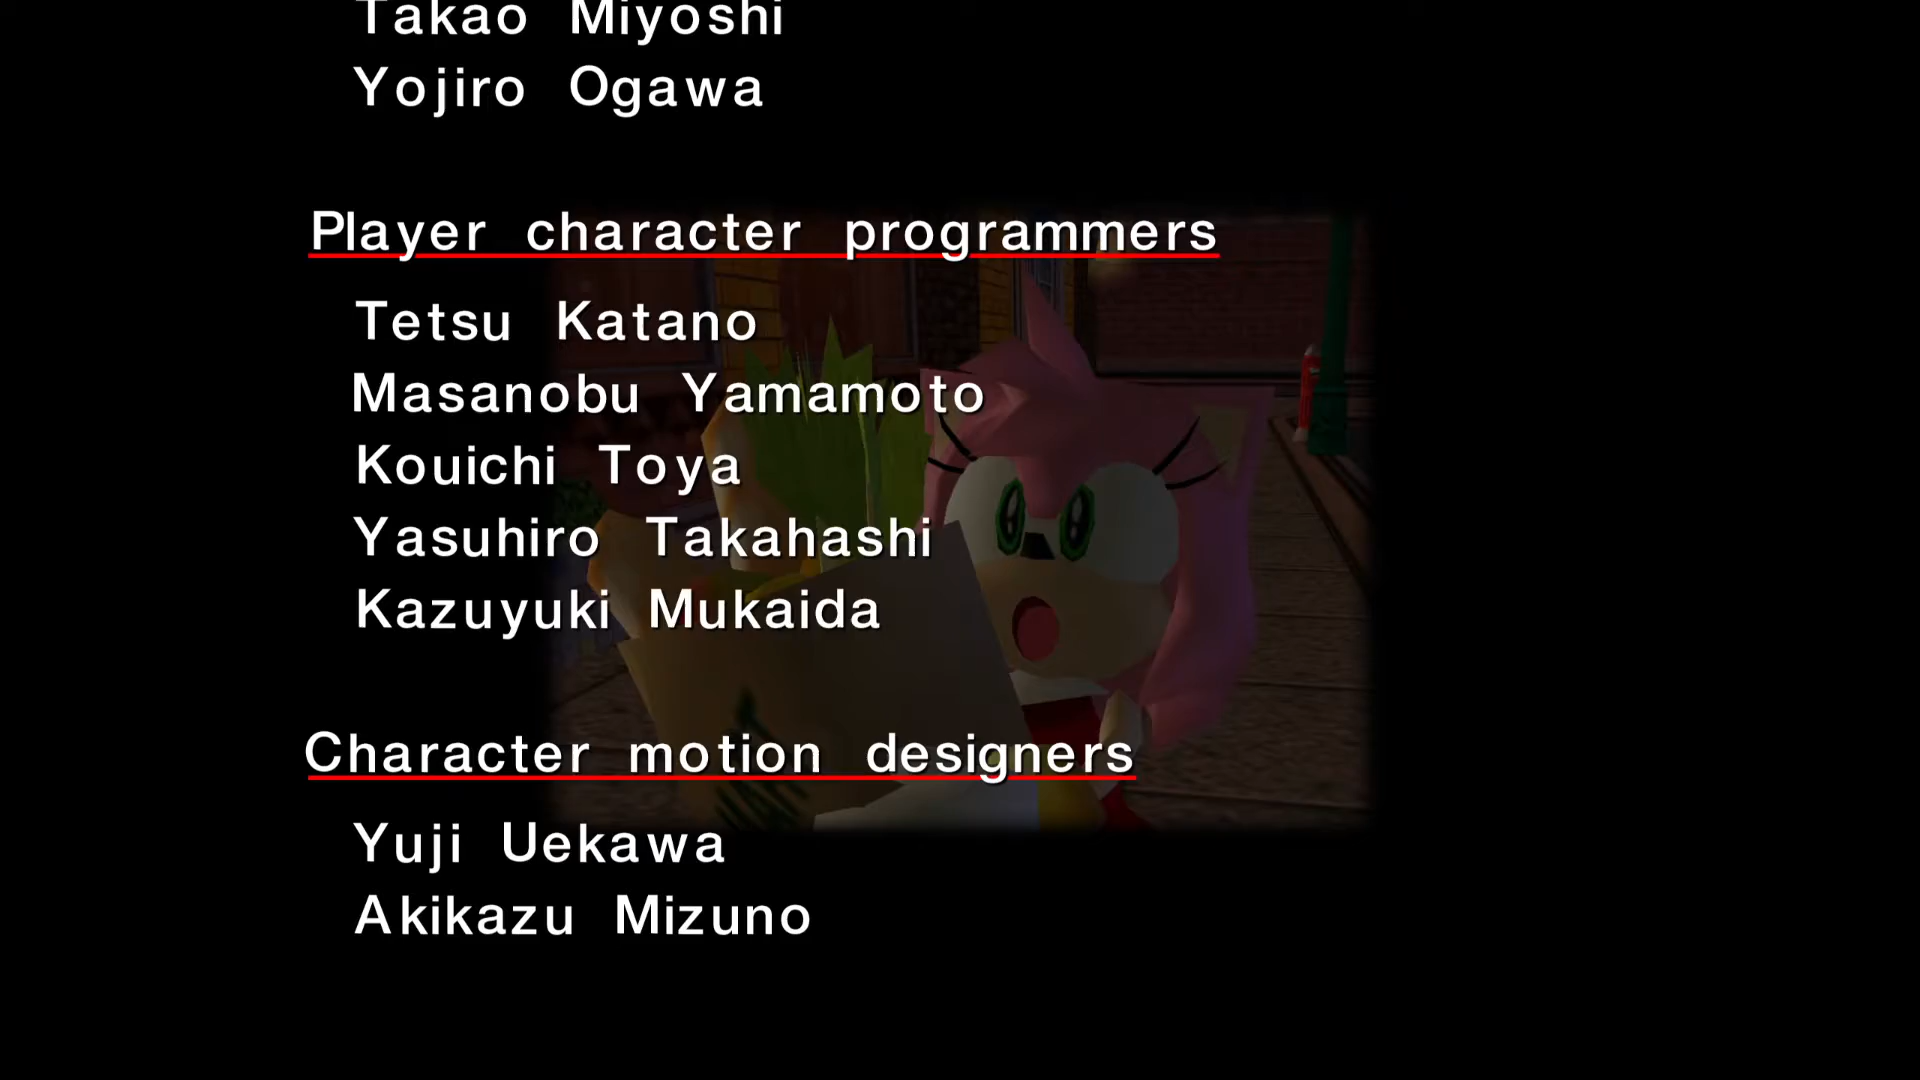 Takao Miyoshi
Yojiro Ogawa
Player character programmers
Tetsu Katano
Masanobu Yamamoto
Kouichi Toya
Yasuhiro Takahashi
Kazuyuki Mukaida
Character motion designers
Yuji Uekawa
Akikazu Mizuno